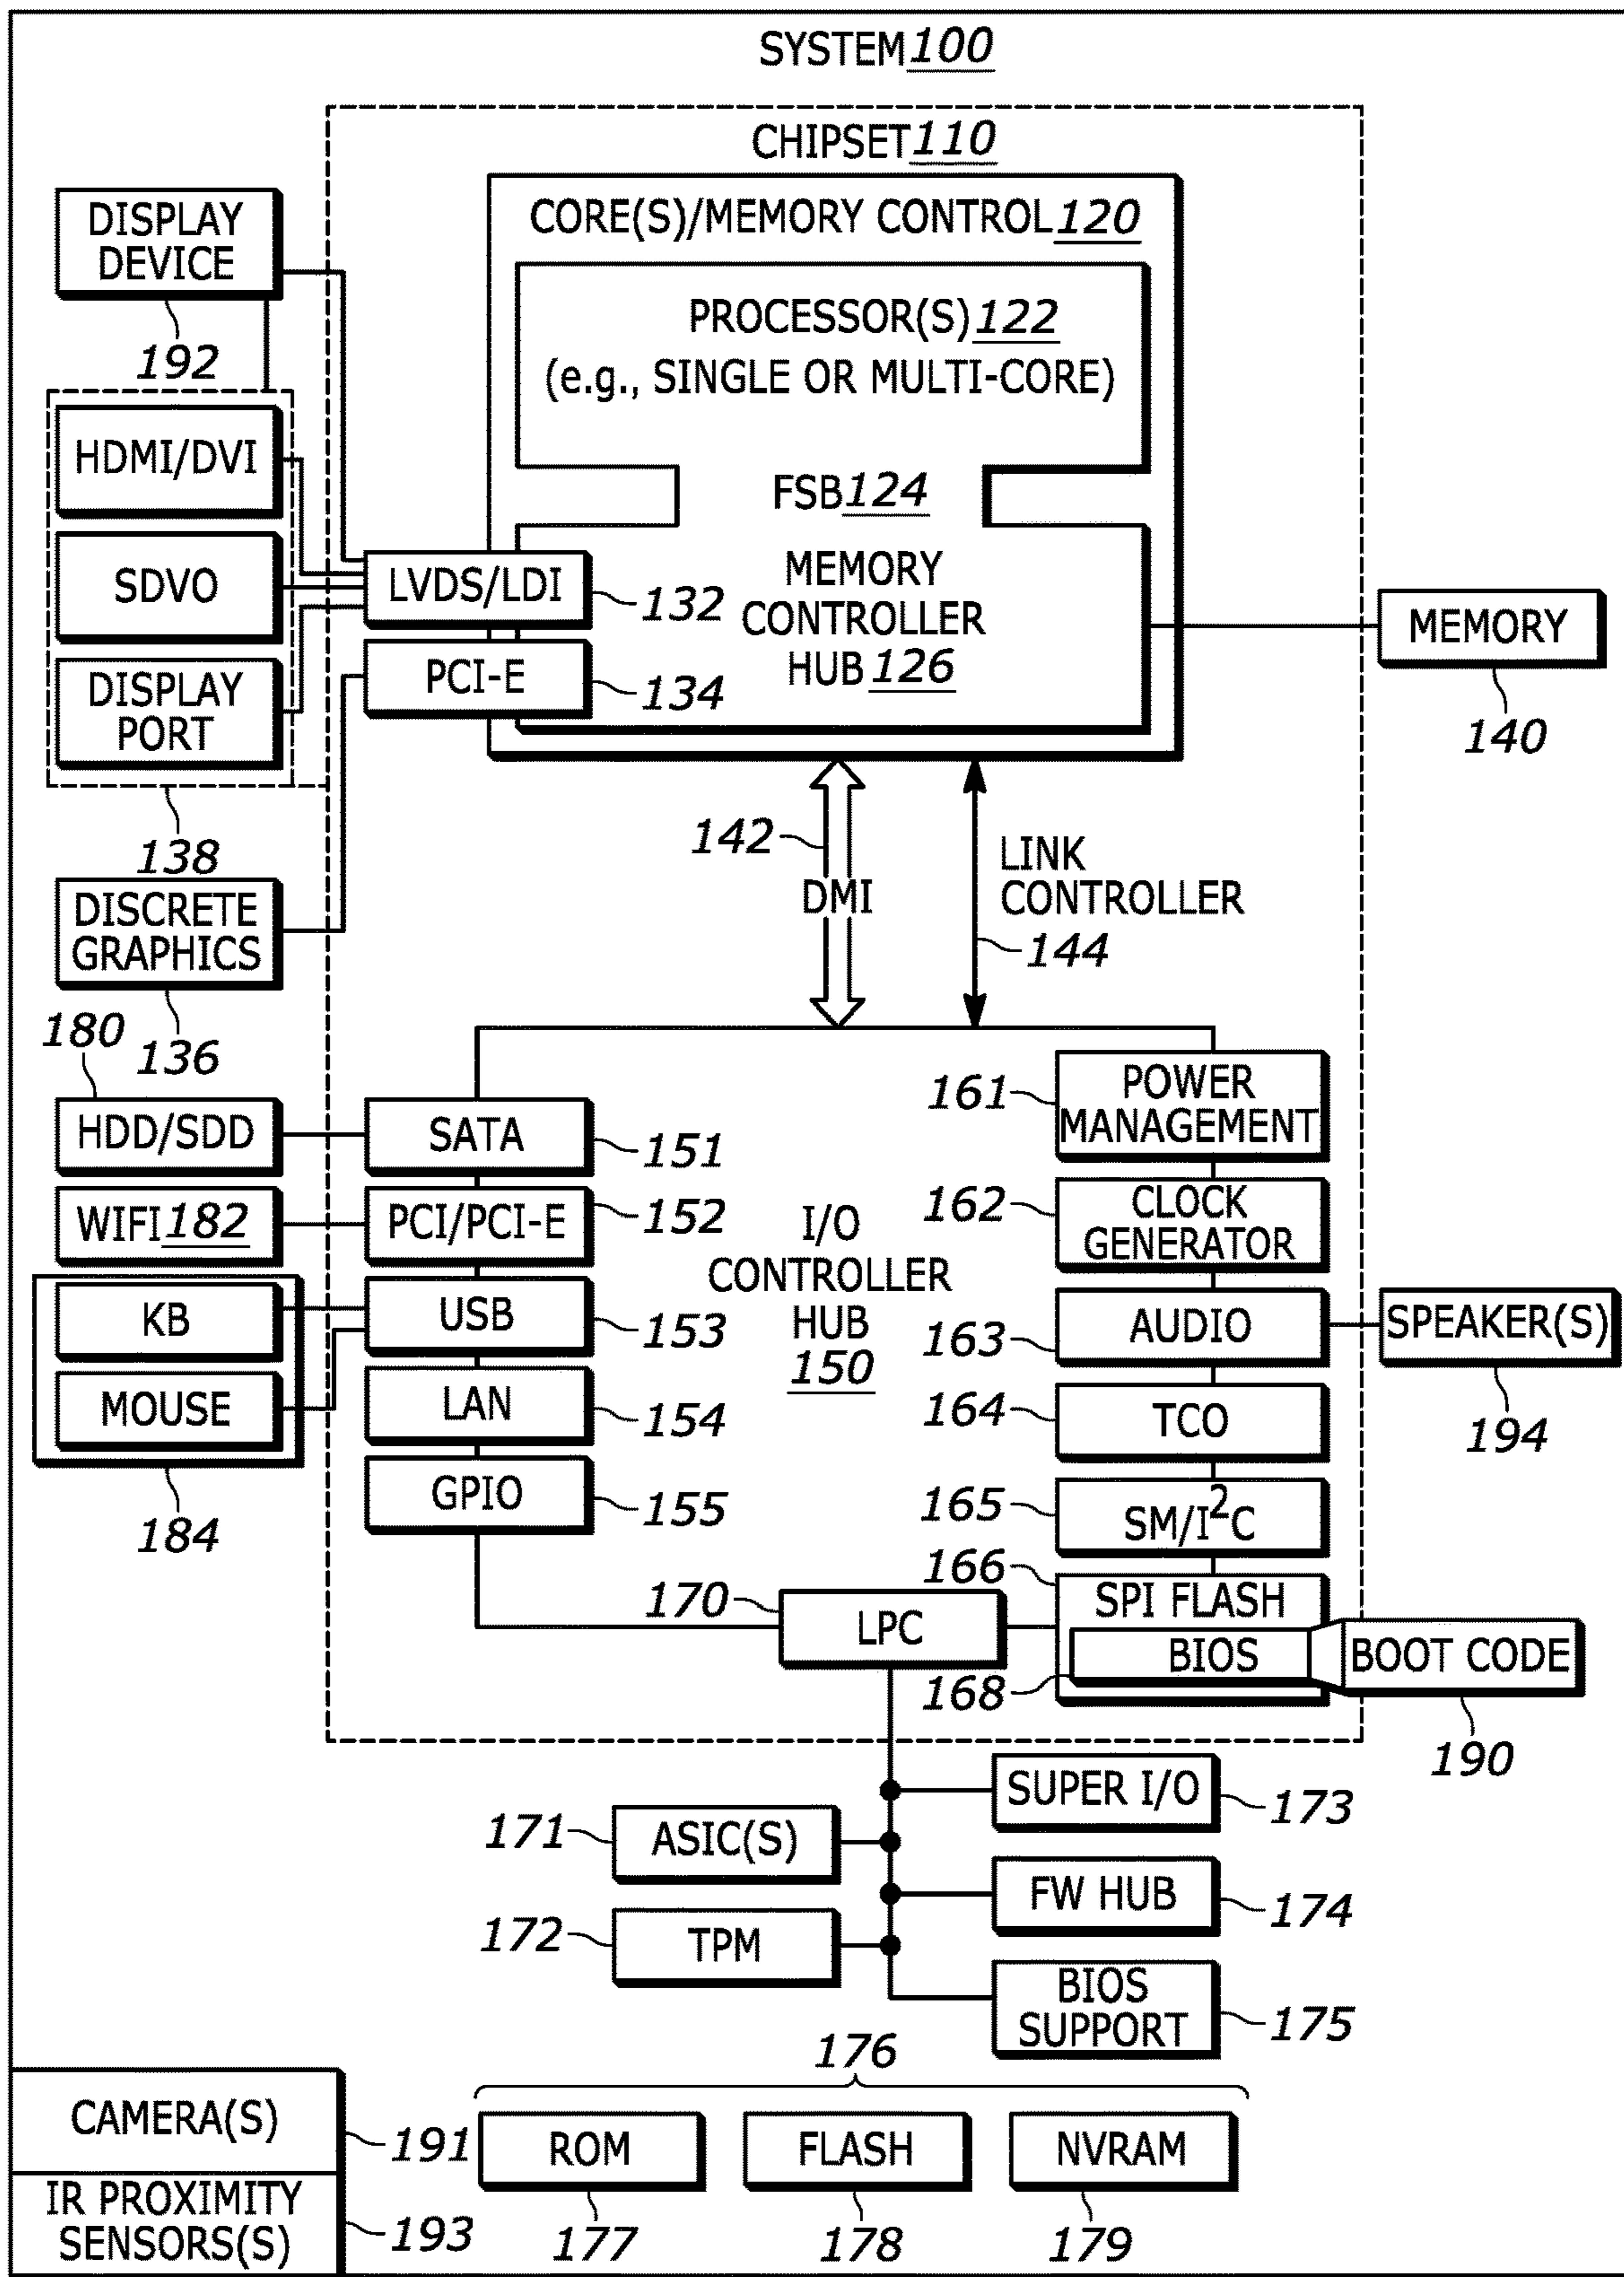 SYSTEM 100
CHIPSET 110
CORE(S)/MEMORY CONTROL 120
PROCESSOR(S) 122
(e.g., SINGLE OR MULTI-CORE)
FSB 124
MEMORY
CONTROLLER
HUB 126
DISPLAY
DEVICE
192
HDMI/DVI
SDVO
DISPLAY
PORT
138
LVDS/LDI
132
PCI-E
134
MEMORY
140
DISCRETE
GRAPHICS
136
142
DMI
LINK
CONTROLLER
144
180
HDD/SDD
WIFI 182
KB
MOUSE
184
SATA
151
PCI/PCI-E
152
USB
153
LAN
154
GPIO
155
I/O
CONTROLLER
HUB
150
161
POWER
MANAGEMENT
162
CLOCK
GENERATOR
163
AUDIO
SPEAKER(S)
194
164
TCO
165
SM/I²C
166
SPI FLASH
168
BIOS
BOOT CODE
190
170
LPC
171
ASIC(S)
172
TPM
SUPER I/O
173
FW HUB
174
BIOS
SUPPORT
175
176
ROM
177
FLASH
178
NVRAM
179
CAMERA(S)
191
IR PROXIMITY
SENSORS(S)
193